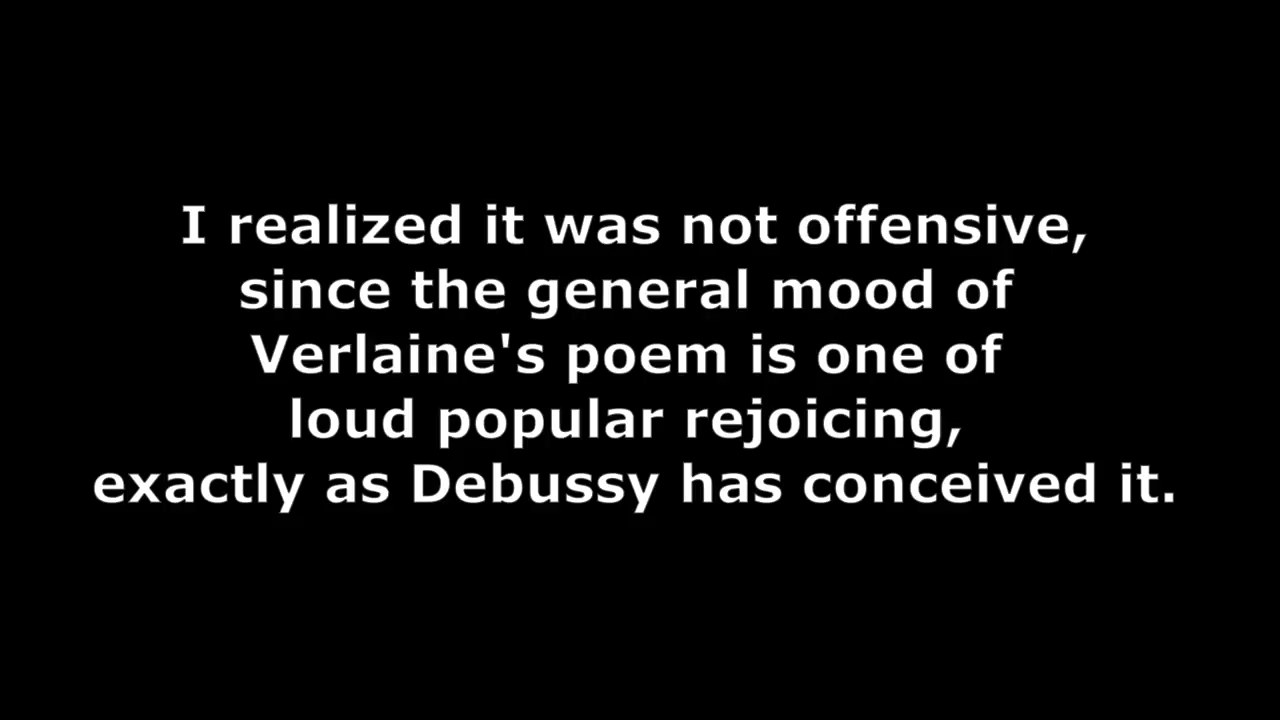 I realized it was not offensive,
since the general mood of
Verlaine's poem is one of
loud popular rejoicing,
exactly as Debussy has conceived it.